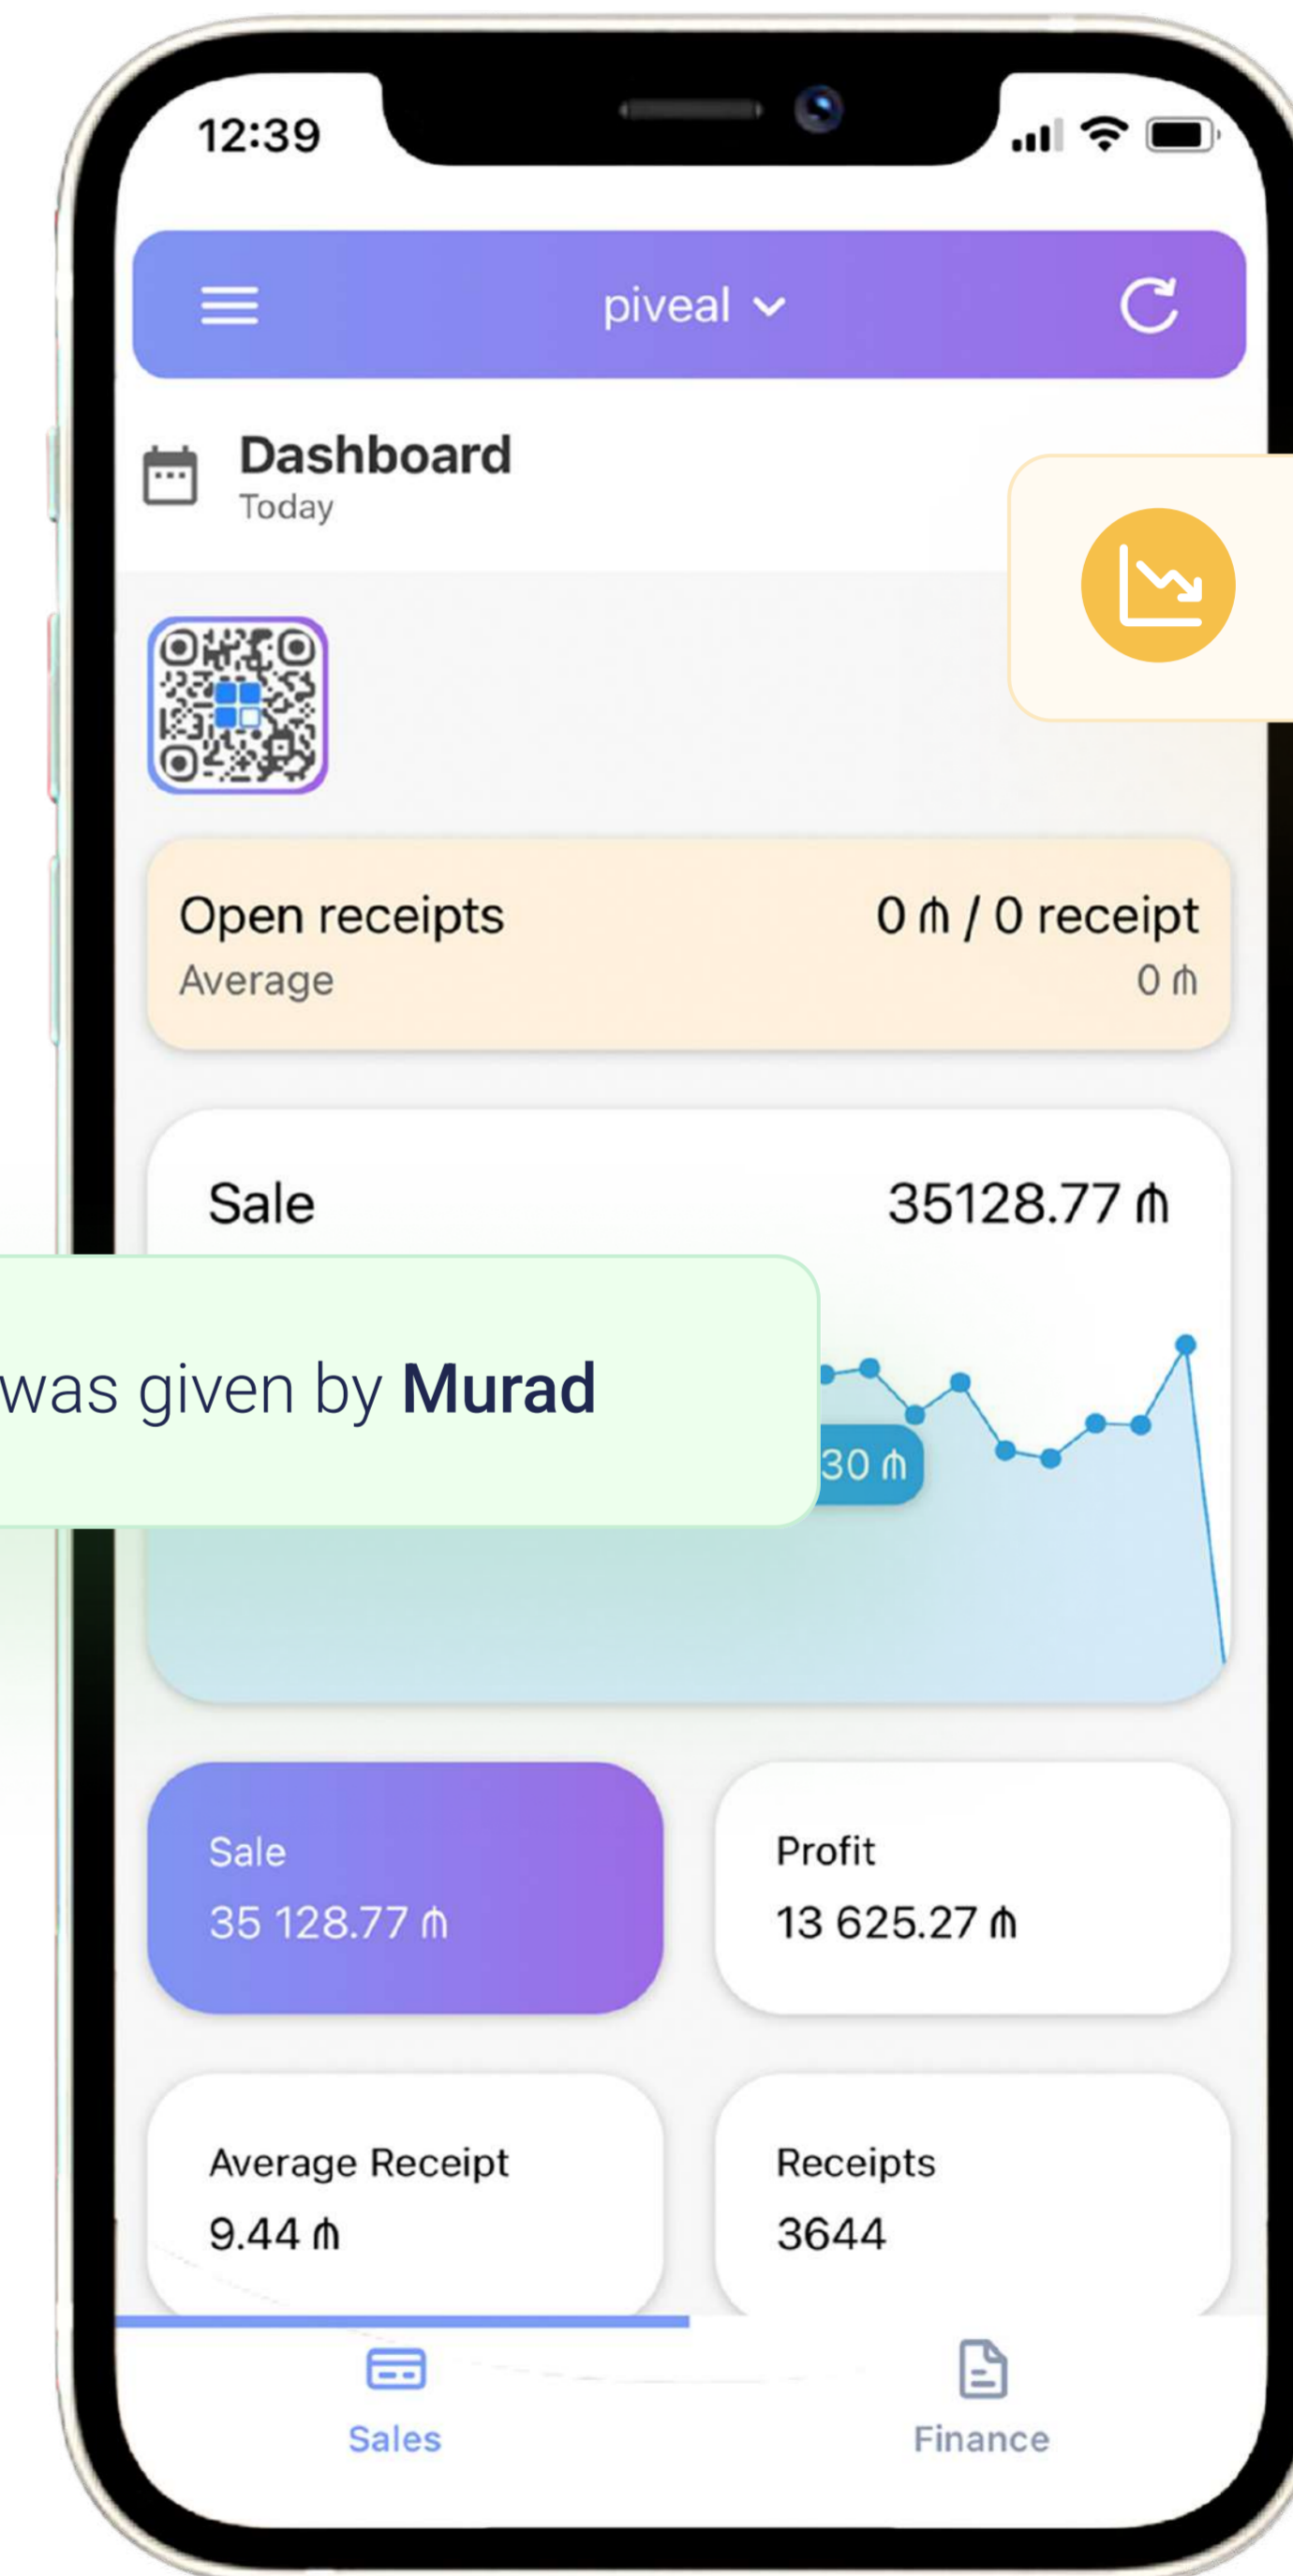 12:39
piveal
Dashboard
Today
Open receipts 0 ₼ / 0 receipt
Average 0 ₼
Sale 35128.77 ₼
was given by Murad
30 ₼
Sale
35 128.77 ₼
Profit
13 625.27 ₼
Average Receipt
9.44 ₼
Receipts
3644
Sales
Finance